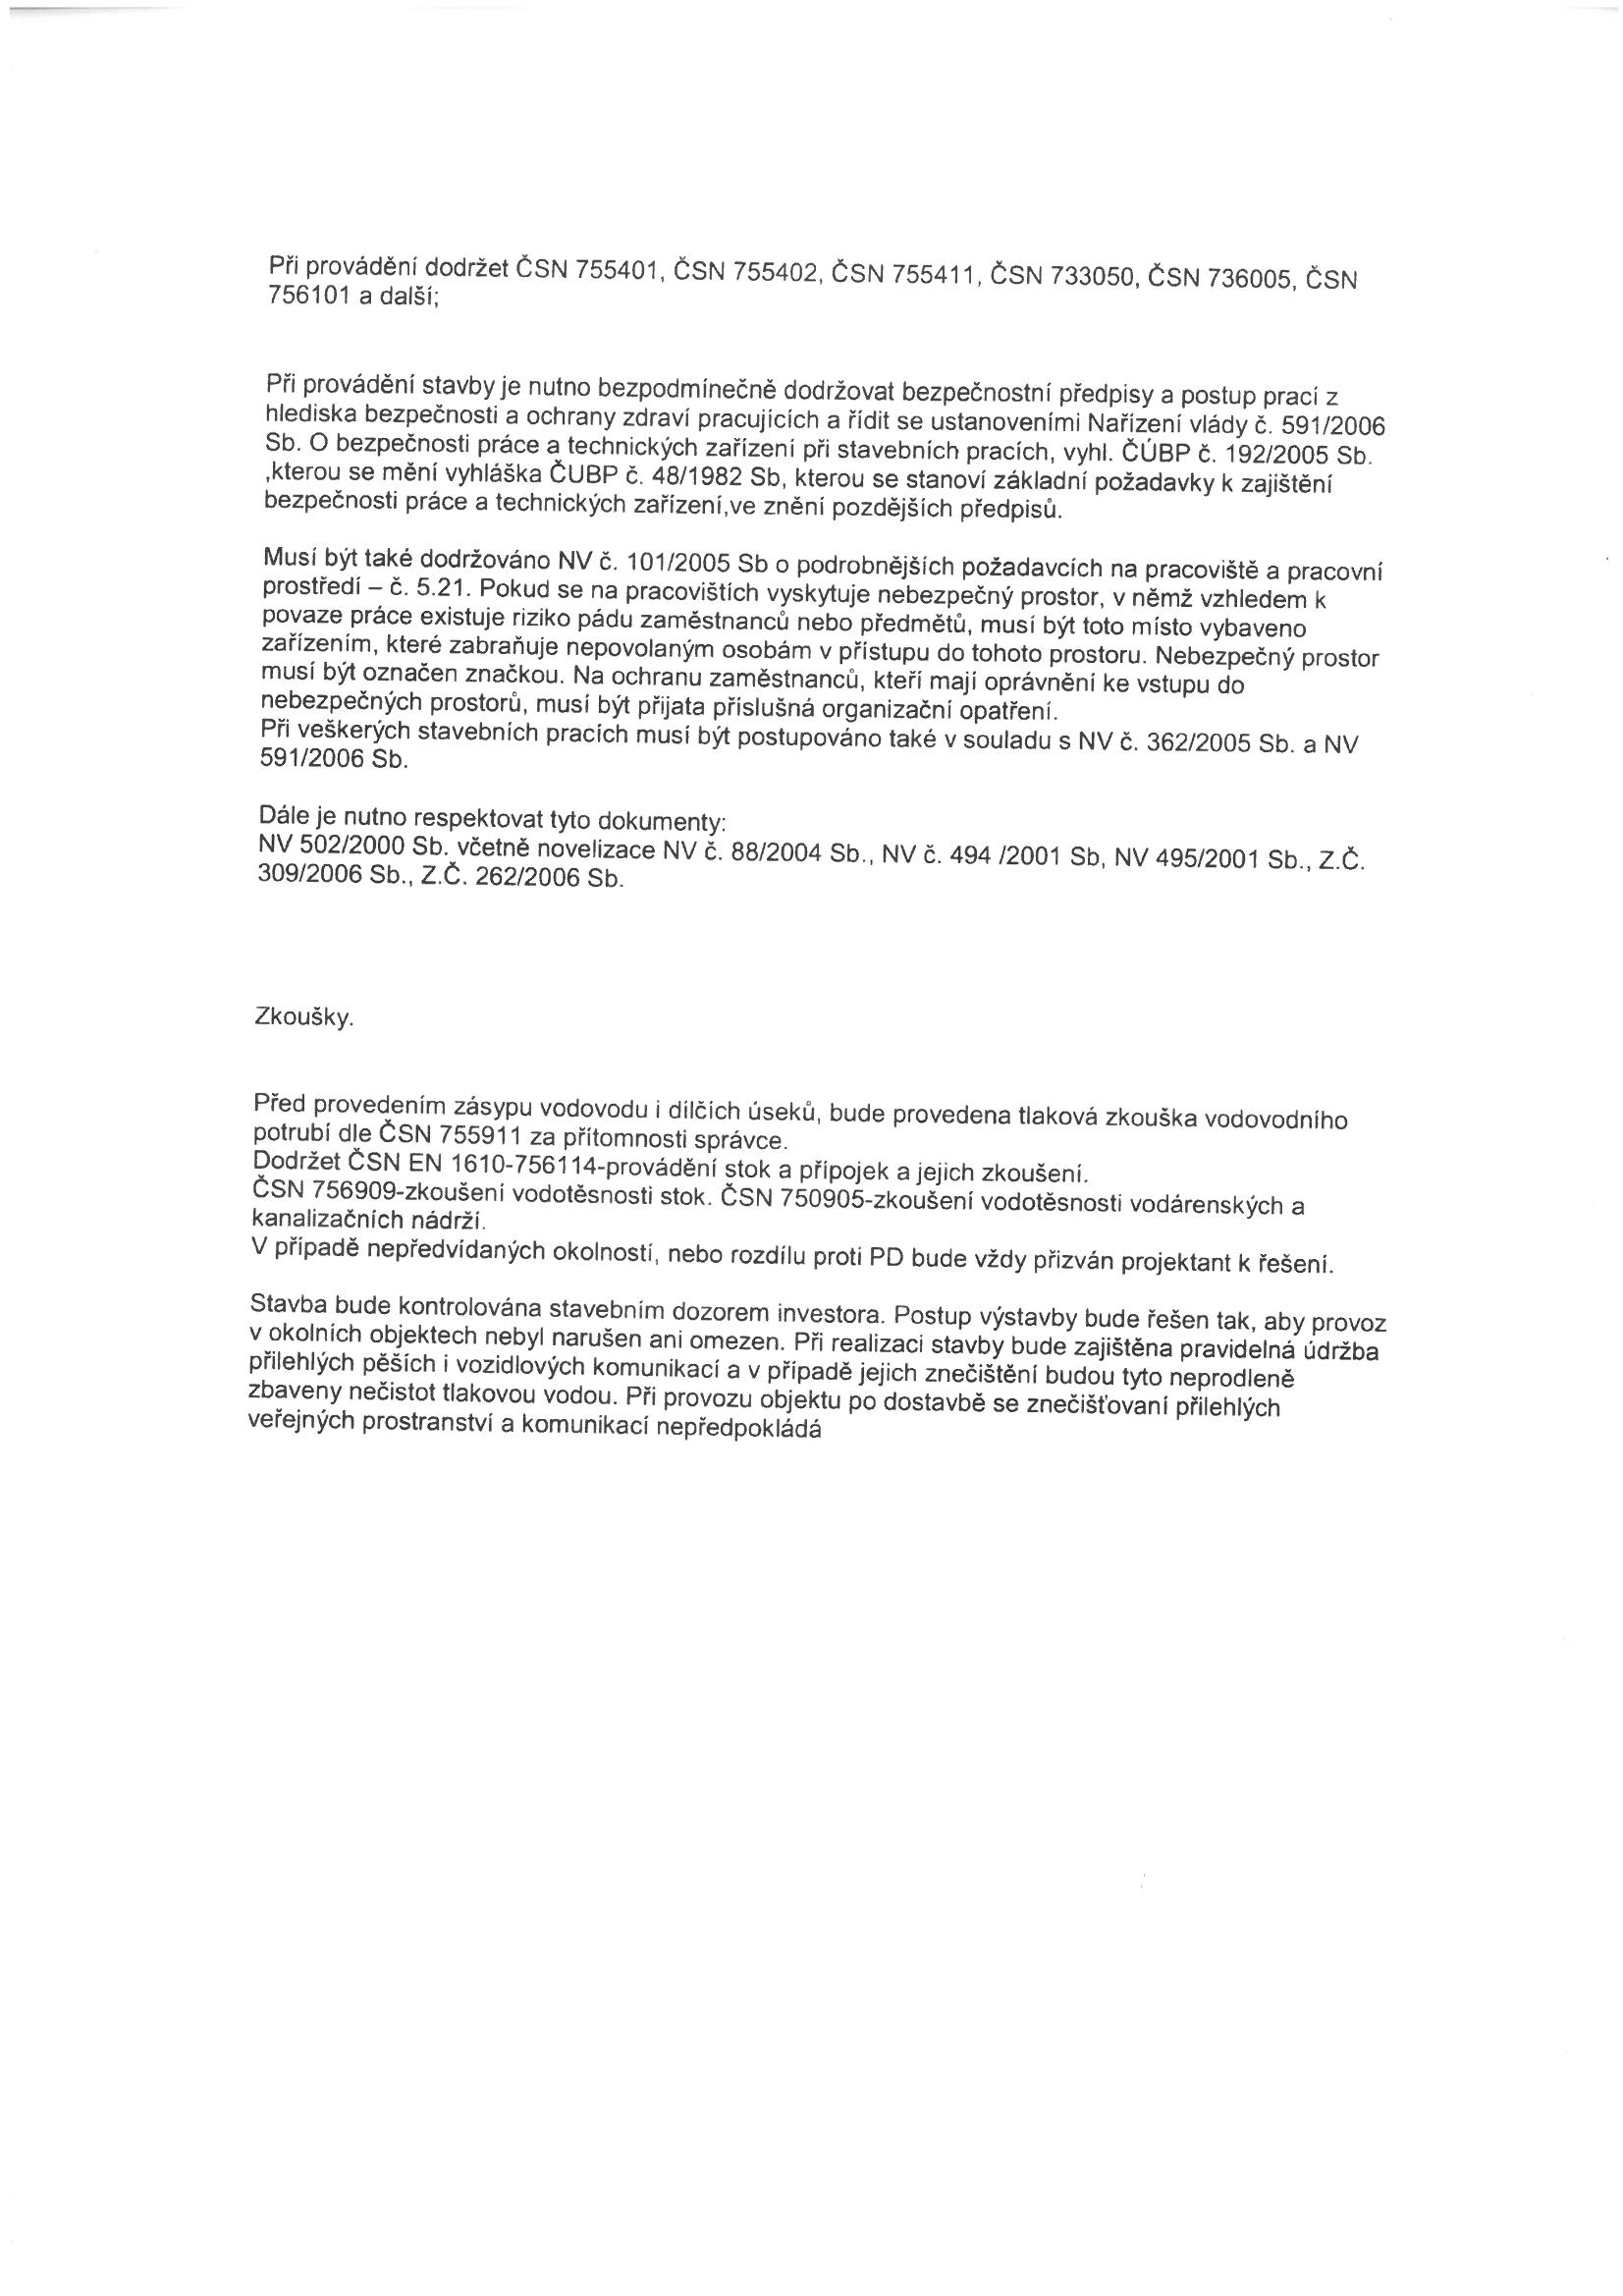 Při provádění dodržet ČSN 755401, ČSN 755402, ČSN 755411, ČSN 733050, ČSN 736005, ČSN
756101 a další;
Při provádění stavby je nutno bezpodmínečně dodržovat bezpečnostní předpisy a postup prací z
hlediska bezpečnosti a ochrany zdraví pracujících a řídit se ustanoveními Nařízení vlády č. 591/2006
Sb. O bezpečnosti práce a technických zařízení při stavebních pracích, vyhl. ČÚBP č. 192/2005 Sb.
,kterou se mění vyhláška ČUBP č. 48/1982 Sb, kterou se stanoví základní požadavky k zajištění
bezpečnosti práce a technických zařízení,ve znění pozdějších předpisů.
Musí být také dodržováno NV č. 101/2005 Sb o podrobnějších požadavcích na pracoviště a pracovní
prostředí – č. 5.21. Pokud se na pracovištích vyskytuje nebezpečný prostor, v němž vzhledem k
povaze práce existuje riziko pádu zaměstnanců nebo předmětů, musí být toto místo vybaveno
zařízením, které zabraňuje nepovolaným osobám v přístupu do tohoto prostoru. Nebezpečný prostor
musí být označen značkou. Na ochranu zaměstnanců, kteří mají oprávnění ke vstupu do
nebezpečných prostorů, musí být přijata příslušná organizační opatření.
Při veškerých stavebních pracích musí být postupováno také v souladu s NV č. 362/2005 Sb. a NV
591/2006 Sb.
Dále je nutno respektovat tyto dokumenty:
NV 502/2000 Sb. včetně novelizace NV č. 88/2004 Sb., NV č. 494 /2001 Sb, NV 495/2001 Sb., Z.Č.
309/2006 Sb., Z.Č. 262/2006 Sb.
Zkoušky.
Před provedením zásypu vodovodu i dílčích úseků, bude provedena tlaková zkouška vodovodního
potrubí dle ČSN 755911 za přítomnosti správce.
Dodržet ČSN EN 1610-756114-provádění stok a přípojek a jejich zkoušení.
ČSN 756909-zkoušení vodotěsnosti stok. ČSN 750905-zkoušení vodotěsnosti vodárenských a
kanalizačních nádrží.
V případě nepředvídaných okolností, nebo rozdílu proti PD bude vždy přizván projektant k řešení.
Stavba bude kontrolována stavebním dozorem investora. Postup výstavby bude řešen tak, aby provoz
v okolních objektech nebyl narušen ani omezen. Při realizaci stavby bude zajištěna pravidelná údržba
přilehlých pěších i vozidlových komunikací a v případě jejich znečištění budou tyto neprodleně
zbaveny nečistot tlakovou vodou. Při provozu objektu po dostavbě se znečišťovaní přilehlých
veřejných prostranství a komunikací nepředpokládá